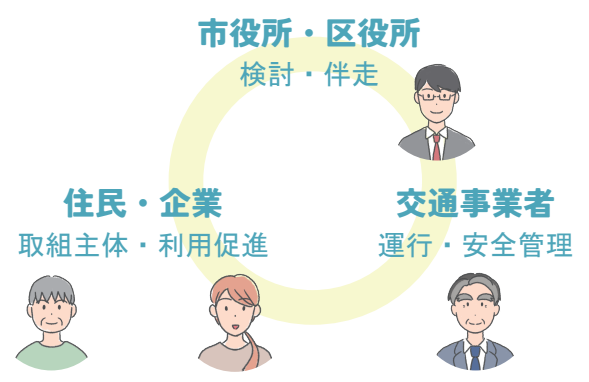 市役所・区役所
検討・伴走
住民・企業
取組主体・利用促進
交通事業者
運行・安全管理